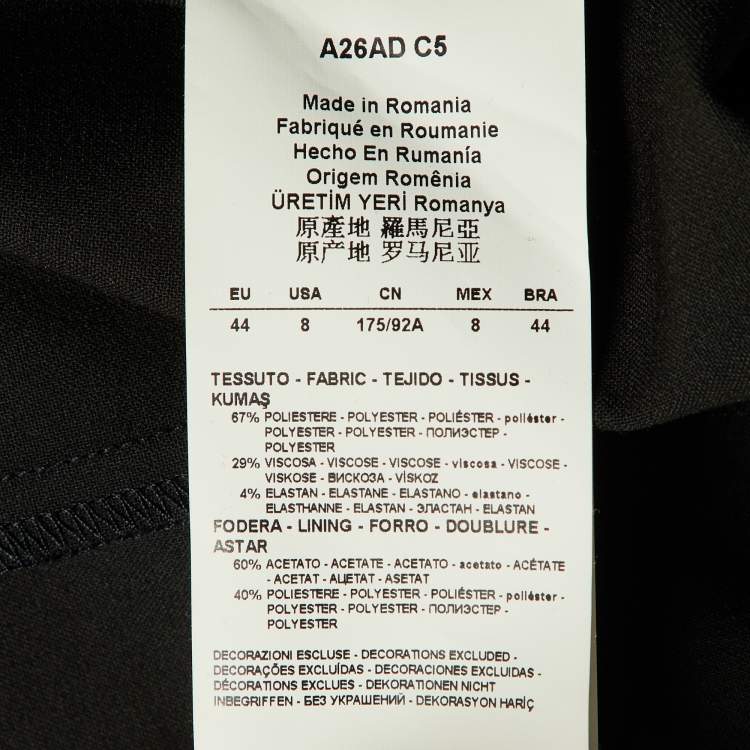 A26AD C5
Made in Romania
Fabriqué en Roumanie
Hecho En Rumanía
Origem Romênia
ÜRETİM YERİ Romanya
原產地 羅馬尼亞
原产地 罗马尼亚
EU USA CN MEX BRA
44 8 175/92A 8 44
TESSUTO - FABRIC - TEJIDO - TISSUS -
KUMAŞ
67% POLIESTERE - POLYESTER - POLIÉSTER - poliéster -
POLYESTER - POLYESTER - ПОЛИЭСТЕР -
POLYESTER
29% VISCOSA - VISCOSE - VISCOSE - viscosa - VISCOSE -
VISKOSE - ВИСКОЗА - VİSKOZ
4% ELASTAN - ELASTANE - ELASTANO - elastano -
ELASTHANNE - ELASTAN - ЭЛАСТАН - ELASTAN
FODERA - LINING - FORRO - DOUBLURE -
ASTAR
60% ACETATO - ACETATE - ACETATO - acetato - ACÉTATE
- ACETAT - АЦЕТАТ - ASETAT
40% POLIESTERE - POLYESTER - POLIÉSTER - poliéster -
POLYESTER - POLYESTER - ПОЛИЭСТЕР -
POLYESTER
DECORAZIONI ESCLUSE - DECORATIONS EXCLUDED -
DECORAÇÕES EXCLUÍDAS - DECORACIONES EXCLUIDAS -
DÉCORATIONS EXCLUES - DEKORATIONEN NICHT
INBEGRIFFEN - БЕЗ УКРАШЕНИЙ - DEKORASYON HARİÇ